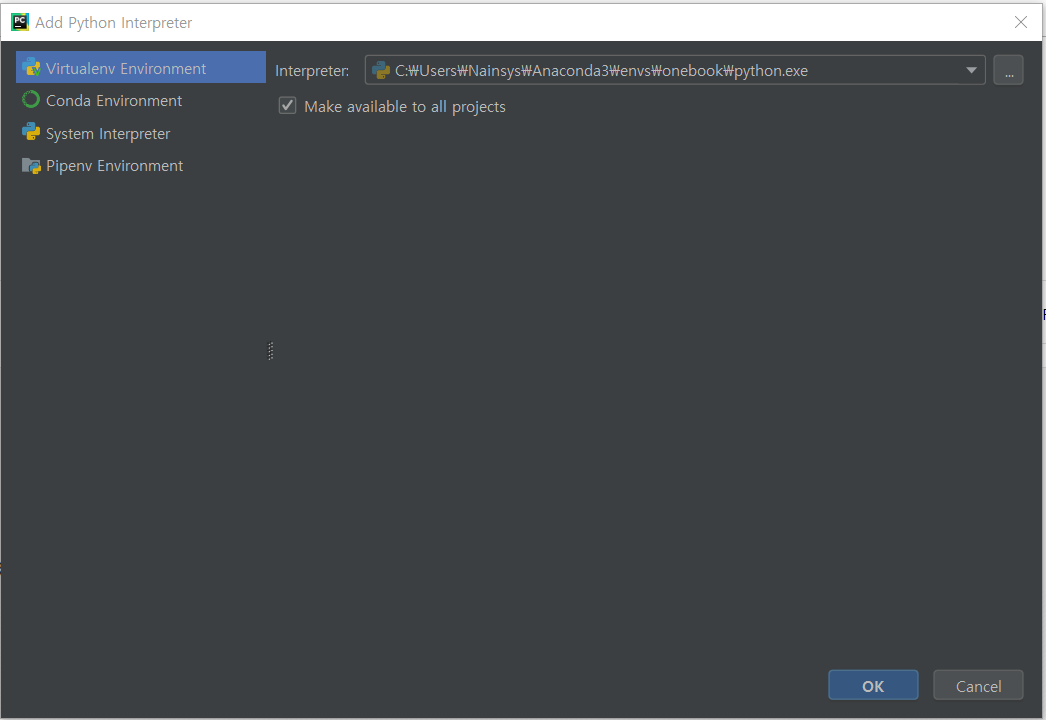 PC
Add Python Interpreter
Virtualenv Environment
Conda Environment
System Interpreter
Pipenv Environment
Interpreter: C:₩Users₩Nainsys₩Anaconda3₩envs₩onebook₩python.exe
...
Make available to all projects
OK
Cancel